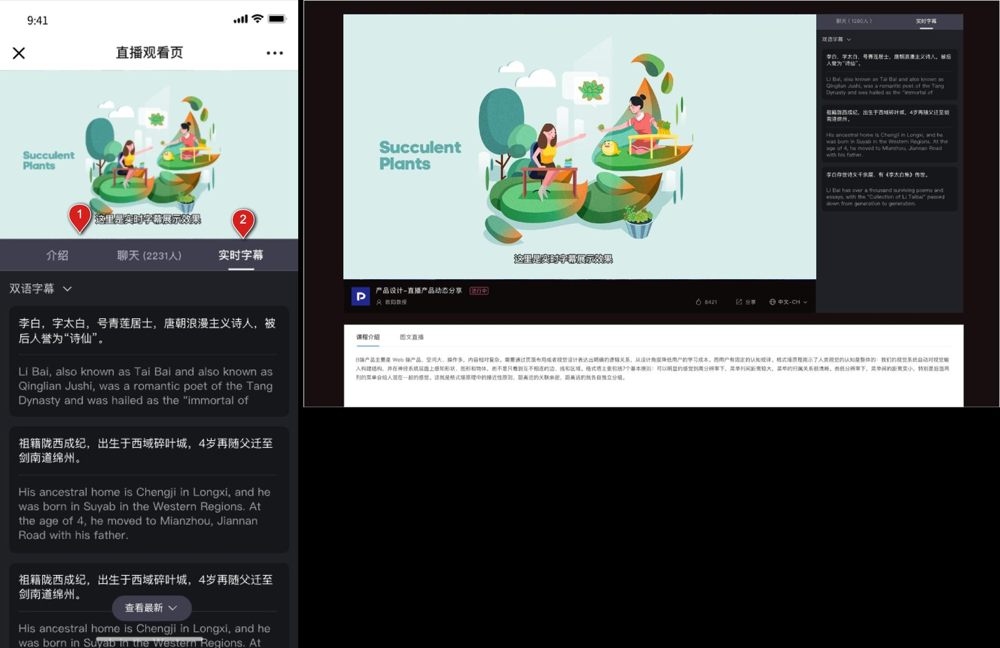 9:41
直播观看页
Succulent
Plants
1
2
这里是实时字幕展示效果
介绍
聊天 (2231人)
实时字幕
双语字幕
李白，字太白，号青莲居士，唐朝浪漫主义诗人，被
后人誉为“诗仙”。
Li Bai, also known as Tai Bai and also known as
Qinglian Jushi, was a romantic poet of the Tang
Dynasty and was hailed as the "immortal of
祖籍陇西成纪，出生于西域碎叶城，4岁再随父迁至
剑南道绵州。
His ancestral home is Chengji in Longxi, and he
was born in Suyab in the Western Regions. At
the age of 4, he moved to Mianzhou, Jiannan
Road with his father.
祖籍陇西成纪，出生于西域碎叶城，4岁再随父迁至
剑南道绵州。
查看最新
His ancestral home is Chengji in Longxi, and he
was born in Suyab in the Western Regions. At
Succulent
Plants
这里是实时字幕展示效果
P
产品设计-直播产品动态分享
进行中
欧阳教授
8421
分享
中文-CH
聊天（1260人）
实时字幕
双语字幕
李白，字太白，号青莲居士，唐朝浪漫主义诗人，被后
人誉为“诗仙”。
Li Bai, also known as Tai Bai and also known as
Qinglian Jushi, was a romantic poet of the Tang
Dynasty and was hailed as the "immortal of
祖籍陇西成纪，出生于西域碎叶城，4岁再随父迁至剑
南道绵州。
His ancestral home is Chengji in Longxi, and he
was born in Suyab in the Western Regions. At the
age of 4, he moved to Mianzhou, Jiannan Road
with his father.
李白存世诗文千余篇，有《李太白集》传世。
Li Bai has over a thousand surviving poems and
essays, with the "Collection of Li Taibai" passed
down from generation to generation.
课程介绍
图文直播
B端产品主要是 Web 端产品，空间大、操作多，内容相对复杂。需要通过页面布局或者视觉设计表达出明确的逻辑关系，从设计角度降低用户的学习成本。而用户有固定的认知规律，格式塔原理揭示了人类视觉的认知是整体的：我们的视觉系统自动对视觉输
入构建结构，并在神经系统层面上感知形状、图形和物体，而不是只看到互不相连的边、线和区域。格式塔主要包括7个基本原则：可以明显的感觉到高分辨率下，菜单列间距离较大，菜单的归属关系很清晰。而低分辨率下，菜单间的距离变小，特别是后面两
列的菜单会给人混在一起的感觉。这就是格式塔原理中的接近性原则，距离近的关联亲密，距离远的就各自独立分组。